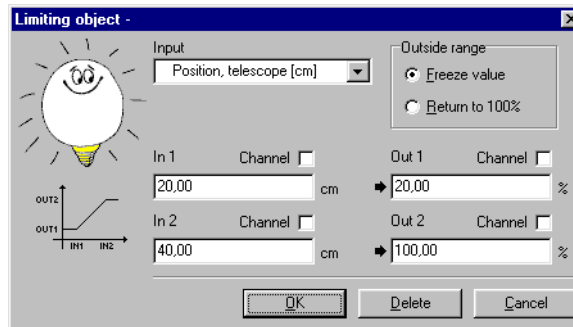 Limiting object -
Input
Position, telescope [cm]
Outside range
Freeze value
Return to 100%
In 1 Channel
Out 1 Channel
20,00 cm
20,00 %
In 2 Channel
Out 2 Channel
40,00 cm
100,00 %
OUT2
OUT1
IN1 IN2
OK
Delete
Cancel